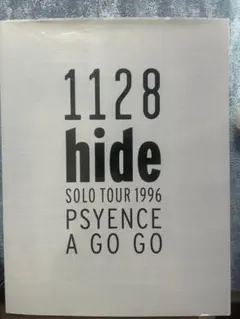 1128
hide
SOLO TOUR 1996
PSYENCE
A GO GO